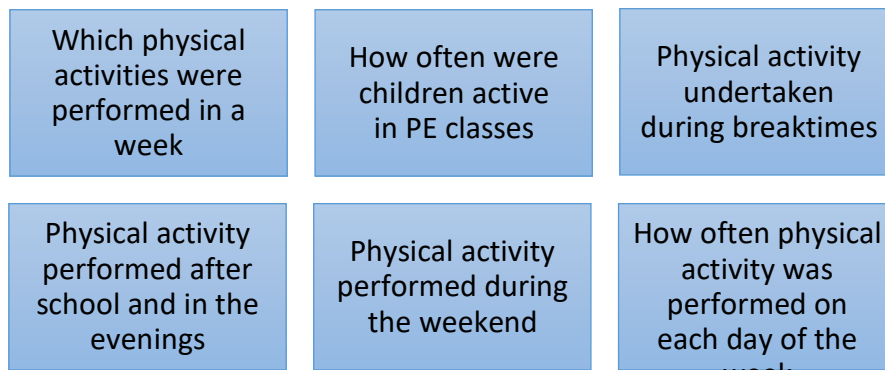 Which physical
activities were
performed in a
week
How often were
children active
in PE classes
Physical activity
undertaken
during breaktimes
Physical activity
performed after
school and in the
evenings
Physical activity
performed during
the weekend
How often physical
activity was
performed on
each day of the
week